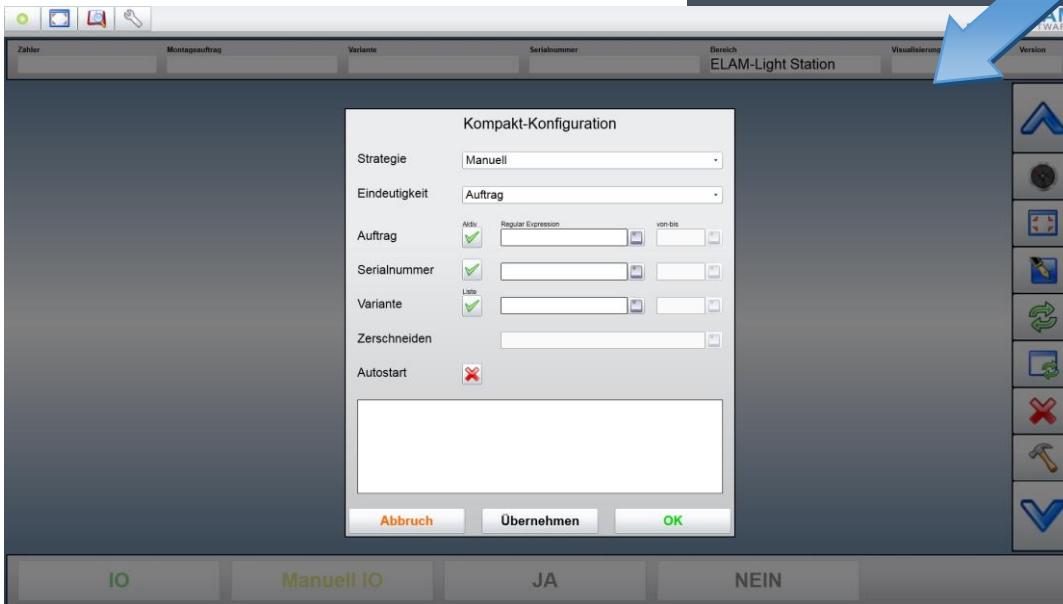 Zähler Montageauftrag Variante Serialnummer Bereich Visualisierung Version
ELAM-Light Station
Kompakt-Konfiguration
Strategie Manuell
Eindeutigkeit Auftrag
Aktiv Regular Expression von-bis
Auftrag
Serialnummer
Liste
Variante
Zerschneiden
Autostart
Abbruch Übernehmen OK
IO Manuell IO JA NEIN